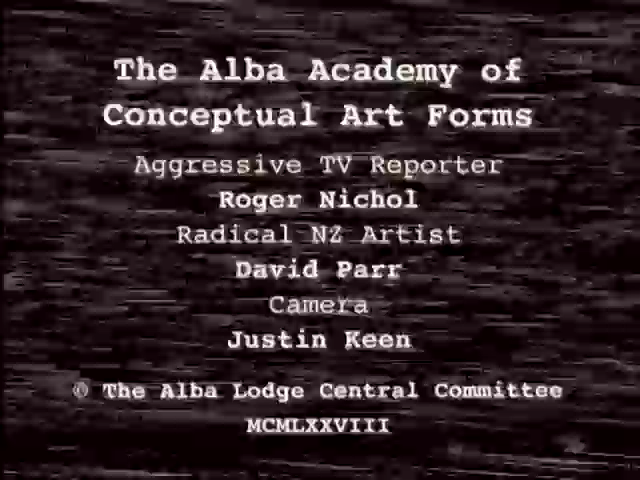 The Alba Academy of
Conceptual Art Forms
Aggressive TV Reporter
Roger Nichol
Radical NZ Artist
David Parr
Camera
Justin Keen
© The Alba Lodge Central Committee
MCMLXXVIII